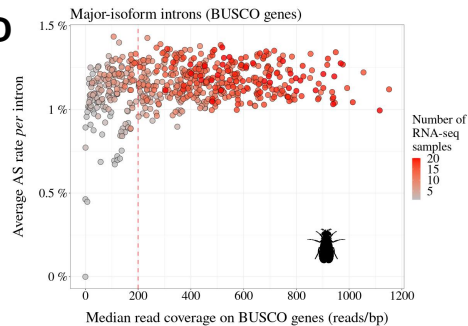 D
Major-isoform introns (BUSCO genes)
1.5 %
1 %
0.5 %
0 %
Average AS rate per intron
0
200
400
600
800
1000
1200
Median read coverage on BUSCO genes (reads/bp)
Number of
RNA-seq
samples
20
15
10
5